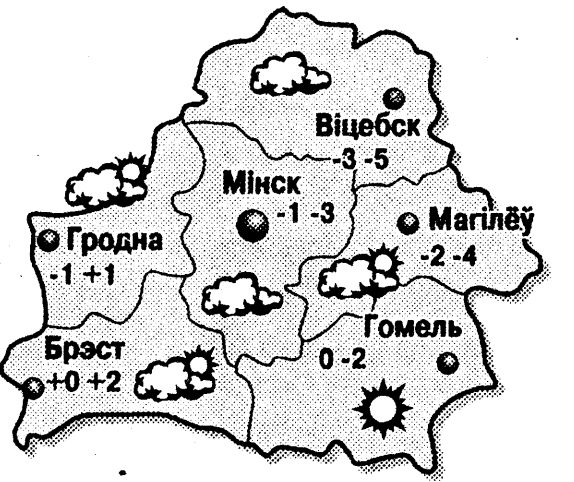 Віцебск
-3 -5
Мінск
-1 -3
Магілёў
-2 -4
Гродна
-1 +1
Гомель
0 -2
Брэст
+0 +2